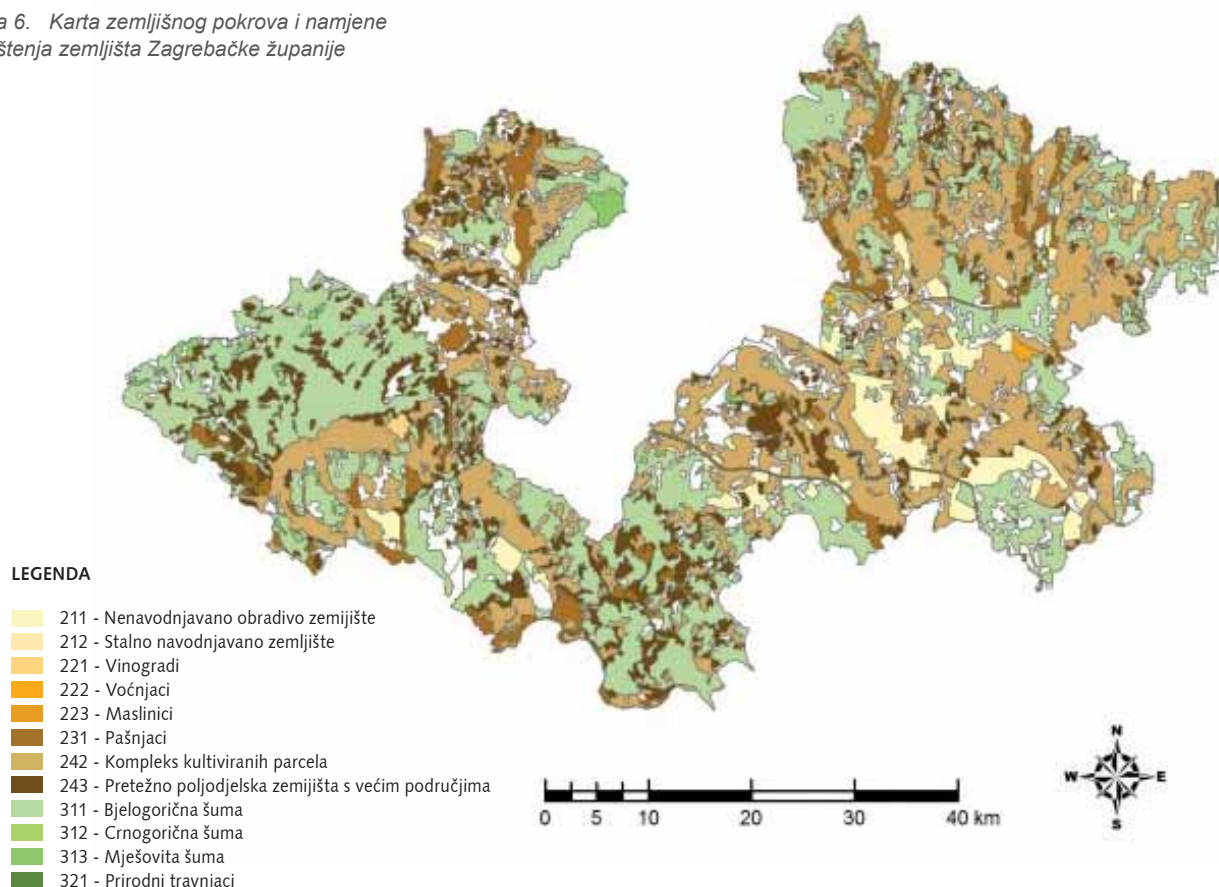 a 6. Karta zemljišnog pokrova i namjene
štenja zemljišta Zagrebačke županije
LEGENDA
211 - Nenavodnjavano obradivo zemijište
212 - Stalno navodnjavano zemljište
221 - Vinogradi
222 - Voćnjaci
223 - Maslinici
231 - Pašnjaci
242 - Kompleks kultiviranih parcela
243 - Pretežno poljodjelska zemijišta s većim područjima
311 - Bjelogorična šuma
312 - Crnogorična šuma
313 - Mješovita šuma
321 - Prirodni travnjaci
0 5 10 20 30 40 km
N
W E
S